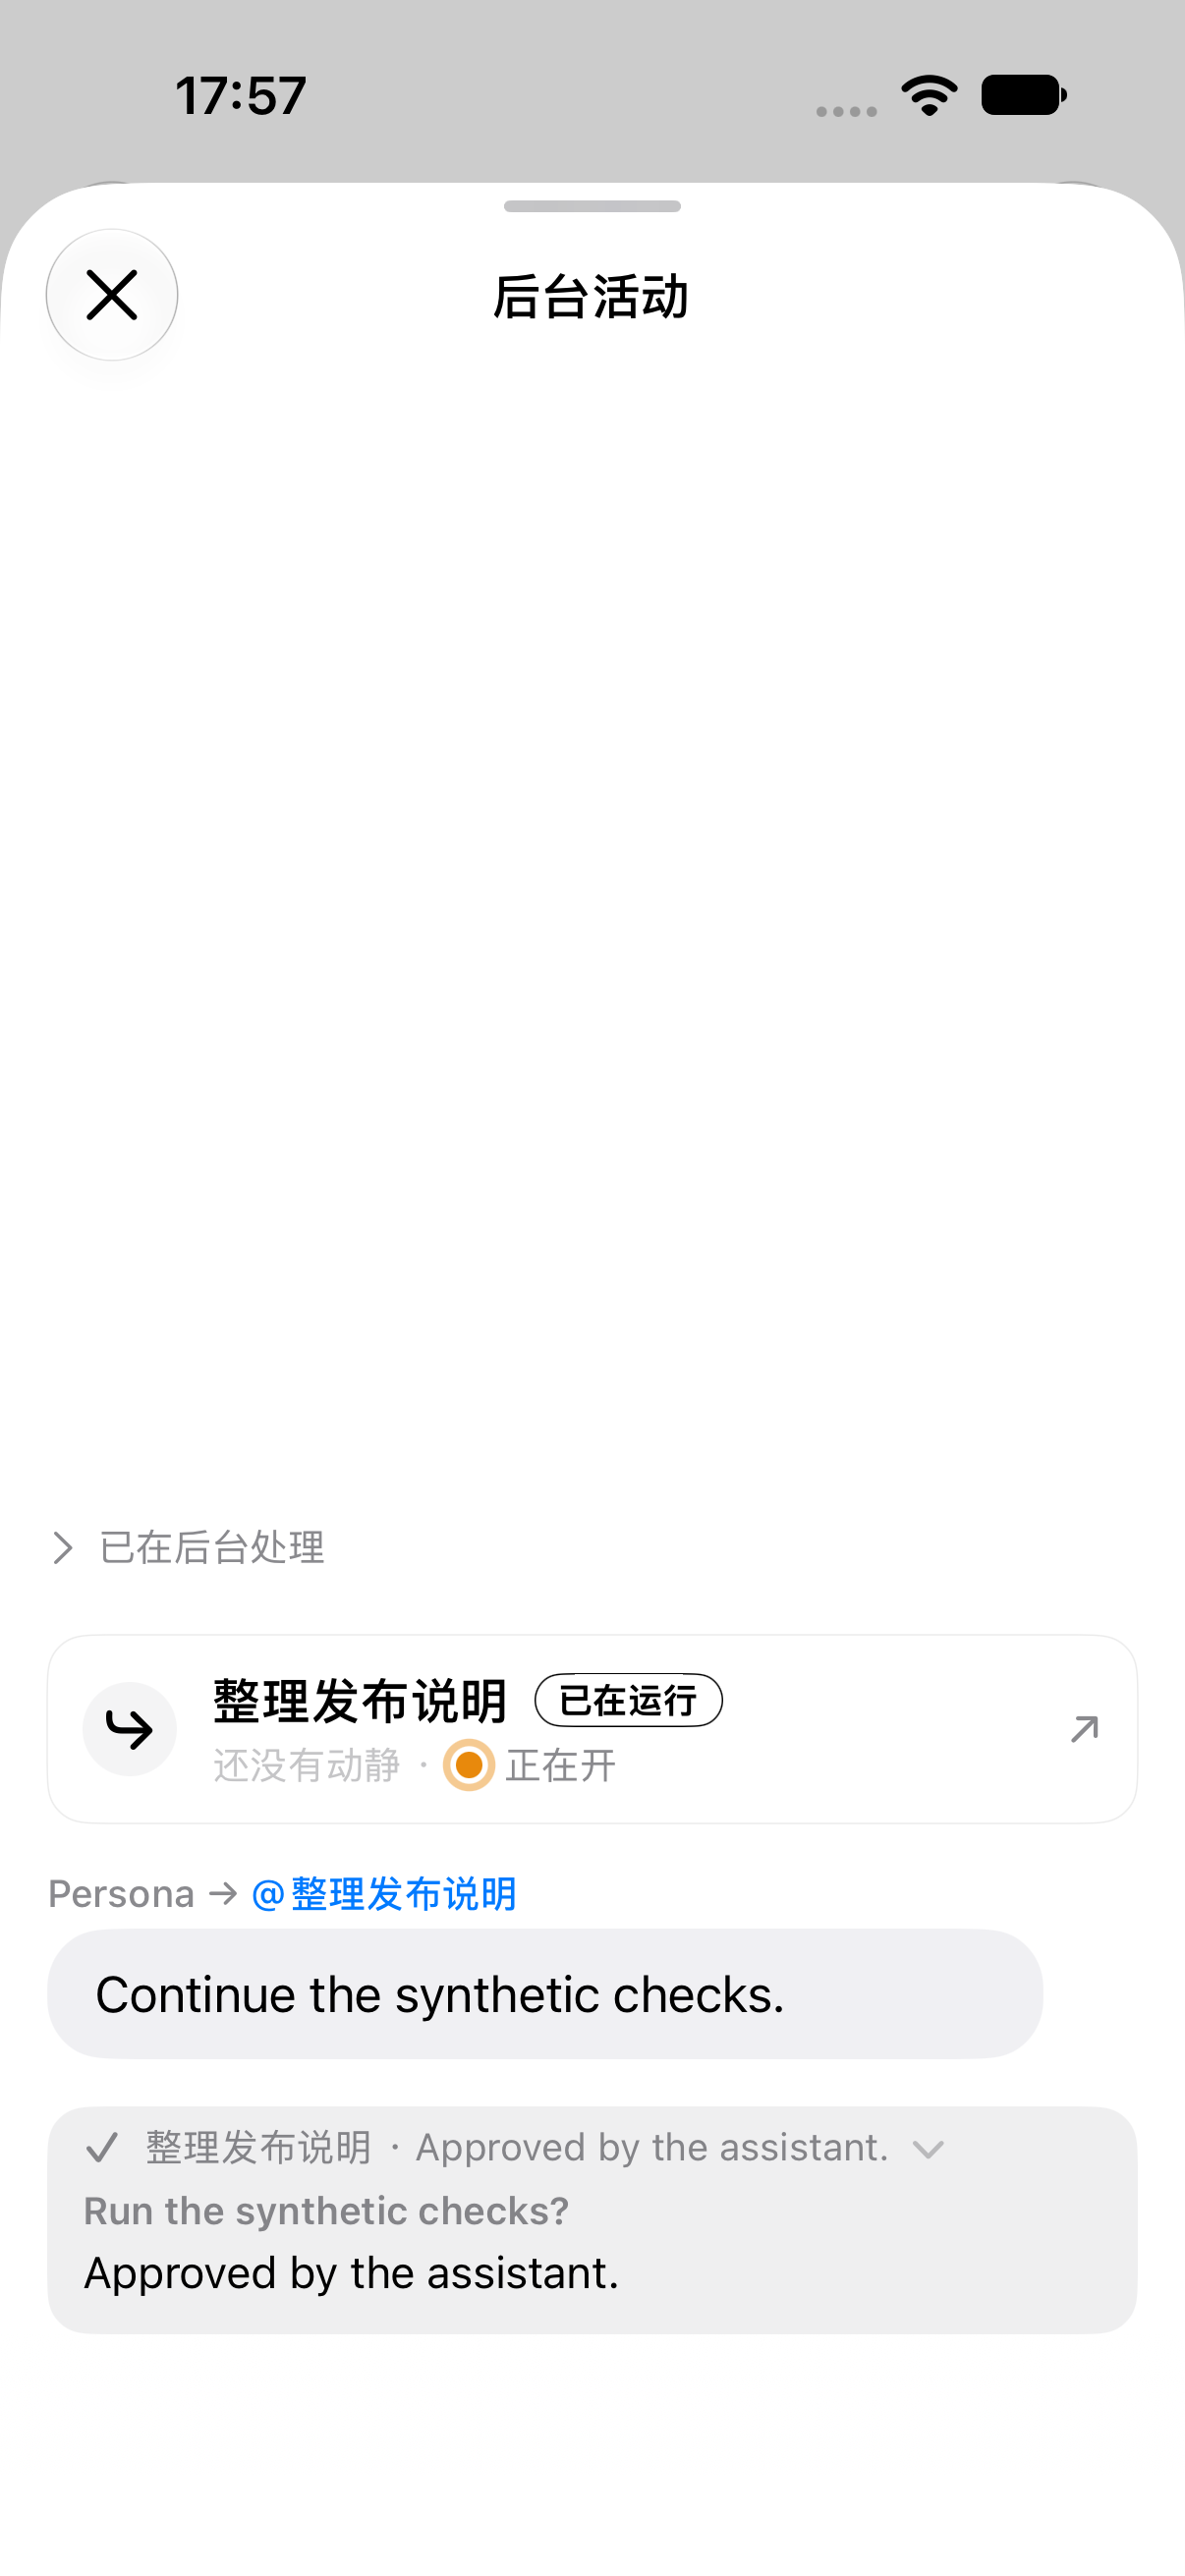 17:57
后台活动
已在后台处理
整理发布说明 已在运行
还没有动静 · 正在开
Persona → @整理发布说明
Continue the synthetic checks.
整理发布说明 · Approved by the assistant.
Run the synthetic checks?
Approved by the assistant.